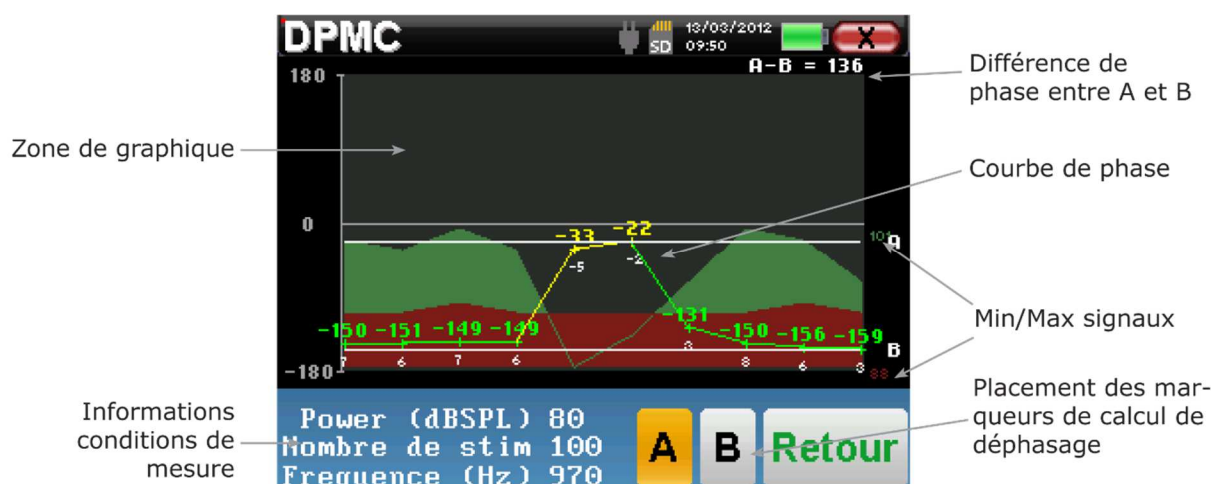 DPMC
SD
13/03/2012
09:50
X
A-B = 136
Différence de
phase entre A et B
180
Zone de graphique
Courbe de phase
0
-33
-22
-5
-2
A
-150 -151 -149 -149
-131
-150 -156 -159
7 6 7 6
3 8 6 3
B
-180
88
Min/Max signaux
Placement des mar-
queurs de calcul de
déphasage
Informations
conditions de
mesure
Power (dBSPL) 80
Nombre de stim 100
Frequence (Hz) 970
A
B
Retour